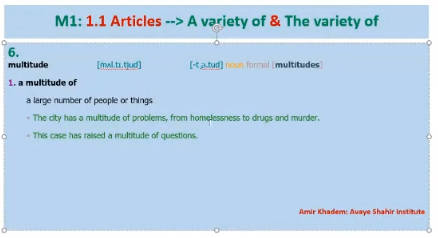 M1: 1.1 Articles --> A variety of & The variety of
6.
multitude [mʌl.tɪ.tjud] [-t̬ə.tud] noun formal [multitudes]
1. a multitude of
a large number of people or things
◦ The city has a multitude of problems, from homelessness to drugs and murder.
◦ This case has raised a multitude of questions.
Amir Khadem: Avaye Shahir Institute